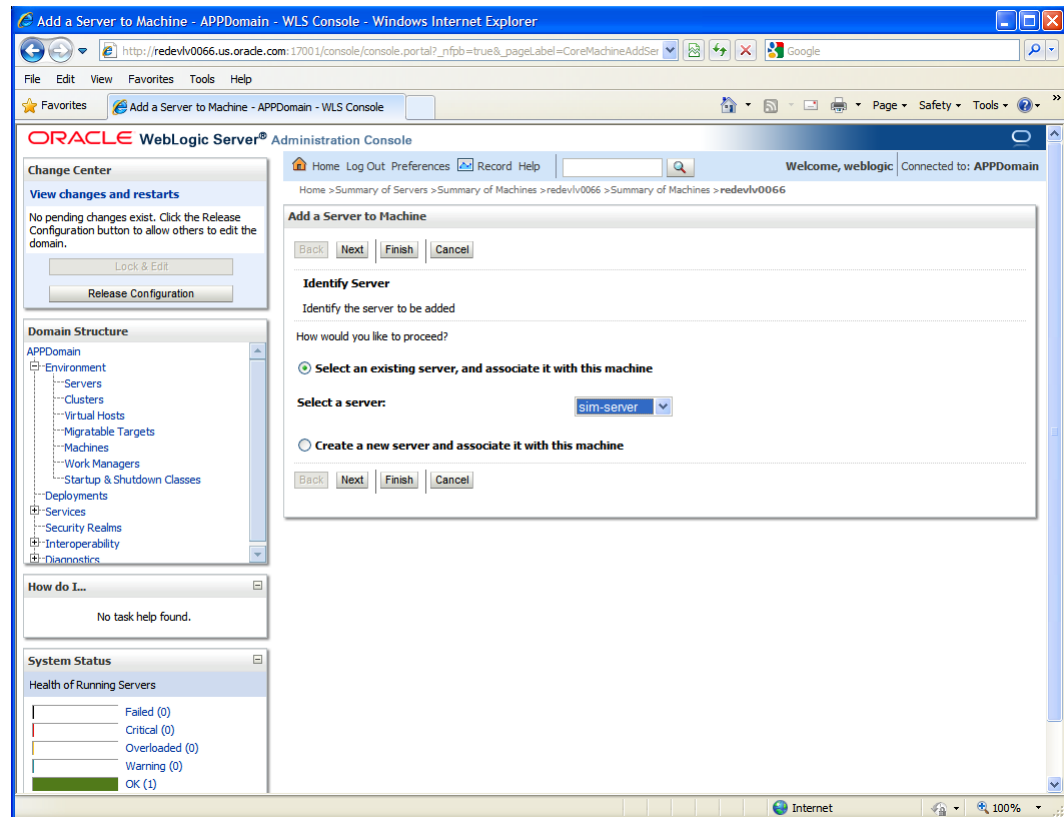 Add a Server to Machine - APPDomain - WLS Console - Windows Internet Explorer
http://redevlv0066.us.oracle.com:17001/console/console.portal?_nfpb=true&_pageLabel=CoreMachineAddSer
Google
File Edit View Favorites Tools Help
Favorites
Add a Server to Machine - APPDomain - WLS Console
Page Safety Tools
ORACLE WebLogic Server® Administration Console
Change Center
View changes and restarts
No pending changes exist. Click the Release
Configuration button to allow others to edit the
domain.
Lock & Edit
Release Configuration
Domain Structure
APPDomain
Environment
Servers
Clusters
Virtual Hosts
Migratable Targets
Machines
Work Managers
Startup & Shutdown Classes
Deployments
Services
Security Realms
Interoperability
Diagnostics
How do I...
No task help found.
System Status
Health of Running Servers
Failed (0)
Critical (0)
Overloaded (0)
Warning (0)
OK (1)
Home Log Out Preferences Record Help
Welcome, weblogic Connected to: APPDomain
Home >Summary of Servers >Summary of Machines >redevlv0066 >Summary of Machines >redevlv0066
Add a Server to Machine
Back Next Finish Cancel
Identify Server
Identify the server to be added
How would you like to proceed?
Select an existing server, and associate it with this machine
Select a server: sim-server
Create a new server and associate it with this machine
Back Next Finish Cancel
Internet 100%